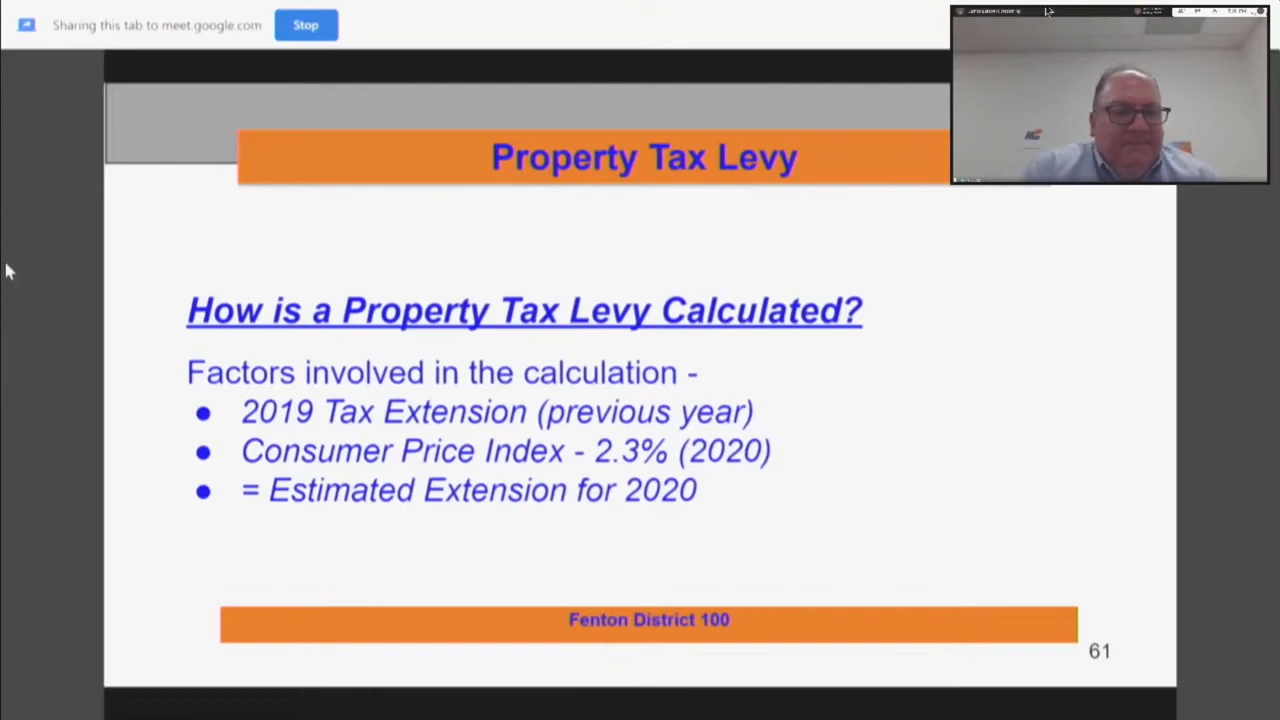 Sharing this tab to meet.google.com
Stop
Property Tax Levy
How is a Property Tax Levy Calculated?
Factors involved in the calculation -
● 2019 Tax Extension (previous year)
● Consumer Price Index - 2.3% (2020)
● = Estimated Extension for 2020
Fenton District 100
61